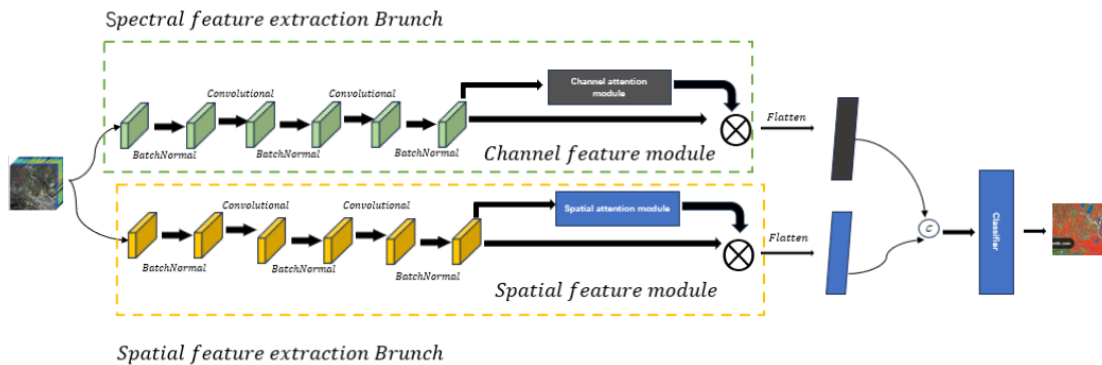 Spectral feature extraction Brunch
Convolutional
Convolutional
Channel attention
module
BatchNormal
BatchNormal
BatchNormal
Channel feature module
Flatten
Convolutional
Convolutional
Spatial attention module
BatchNormal
BatchNormal
BatchNormal
Spatial feature module
Flatten
C
Classifier
Spatial feature extraction Brunch